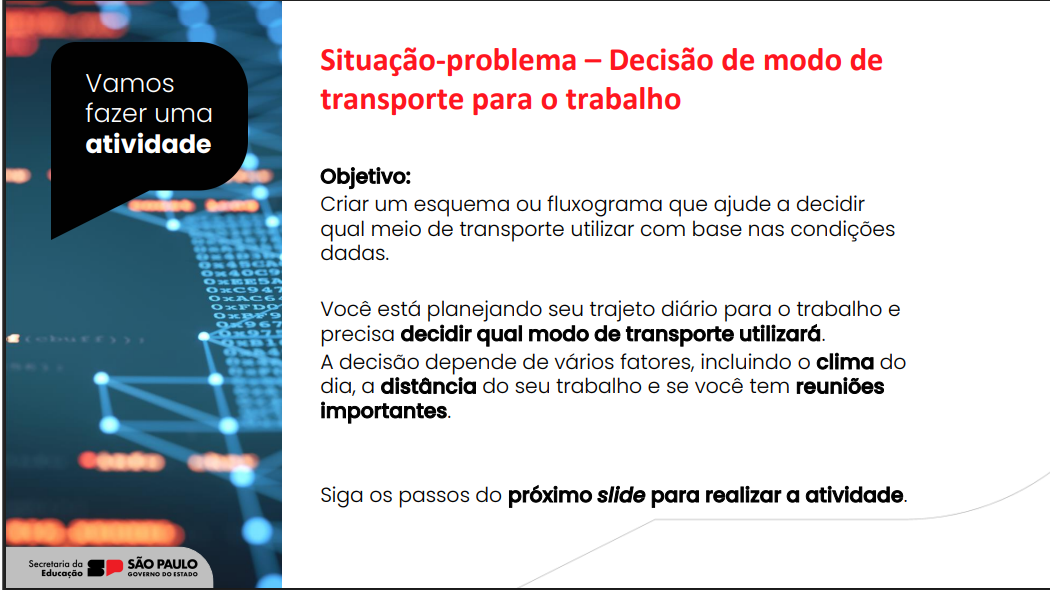 Vamos
fazer uma
atividade
Situação-problema – Decisão de modo de
transporte para o trabalho
Objetivo:
Criar um esquema ou fluxograma que ajude a decidir
qual meio de transporte utilizar com base nas condições
dadas.
Você está planejando seu trajeto diário para o trabalho e
precisa decidir qual modo de transporte utilizará.
A decisão depende de vários fatores, incluindo o clima do
dia, a distância do seu trabalho e se você tem reuniões
importantes.
Siga os passos do próximo slide para realizar a atividade.
Secretaria da
Educação
SÃO PAULO
GOVERNO DO ESTADO